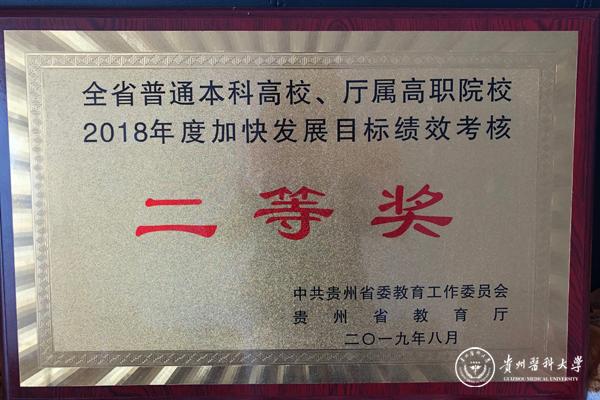 全省普通本科高校、厅属高职院校
2018年度加快发展目标绩效考核
二等奖
中共贵州省委教育工作委员会
贵州省教育厅
二〇一九年八月
贵州医科大学
GUIZHOU MEDICAL UNIVERSITY